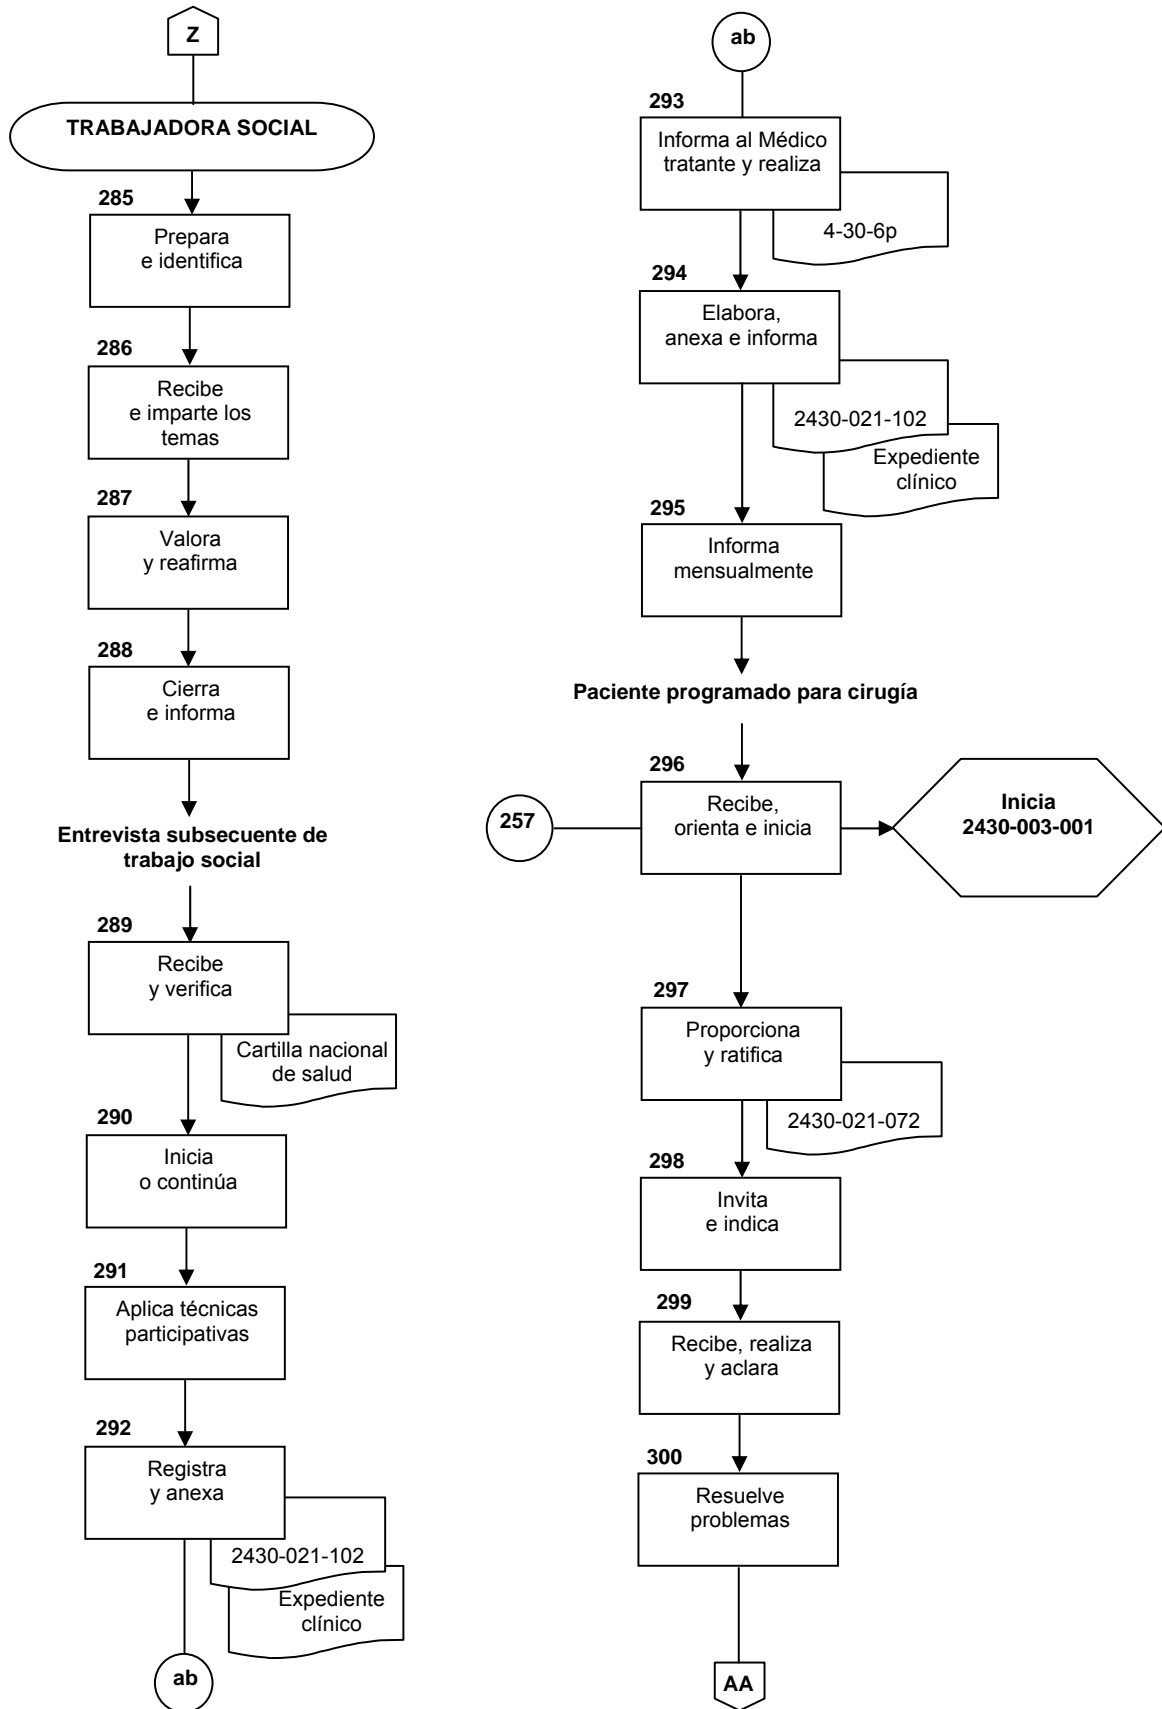 Z
TRABAJADORA SOCIAL
285
Prepara
e identifica
286
Recibe
e imparte los
temas
287
Valora
y reafirma
288
Cierra
e informa
Entrevista subsecuente de
trabajo social
289
Recibe
y verifica
Cartilla nacional
de salud
290
Inicia
o continúa
291
Aplica técnicas
participativas
292
Registra
y anexa
2430-021-102
Expediente
clínico
ab
ab
293
Informa al Médico
tratante y realiza
4-30-6p
294
Elabora,
anexa e informa
2430-021-102
Expediente
clínico
295
Informa
mensualmente
Paciente programado para cirugía
296
257
Recibe,
orienta e inicia
Inicia
2430-003-001
297
Proporciona
y ratifica
2430-021-072
298
Invita
e indica
299
Recibe, realiza
y aclara
300
Resuelve
problemas
AA